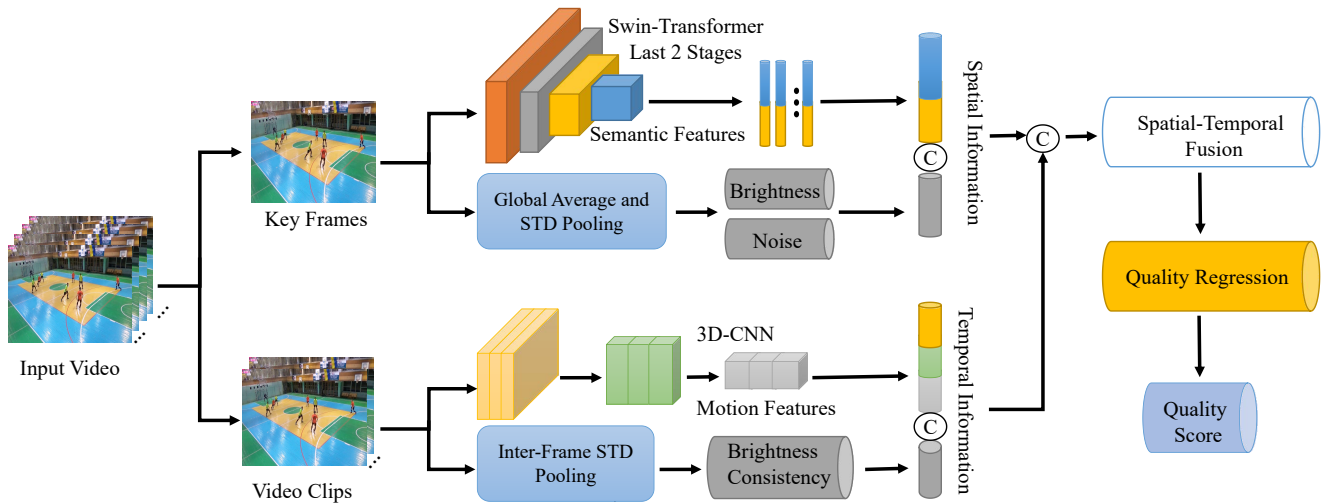 Input Video
Key Frames
Video Clips
Swin-Transformer
Last 2 Stages
Semantic Features
Global Average and
STD Pooling
Brightness
Noise
C
Spatial Information
3D-CNN
Motion Features
Inter-Frame STD
Pooling
Brightness
Consistency
C
Temporal Information
C
Spatial-Temporal
Fusion
Quality Regression
Quality
Score